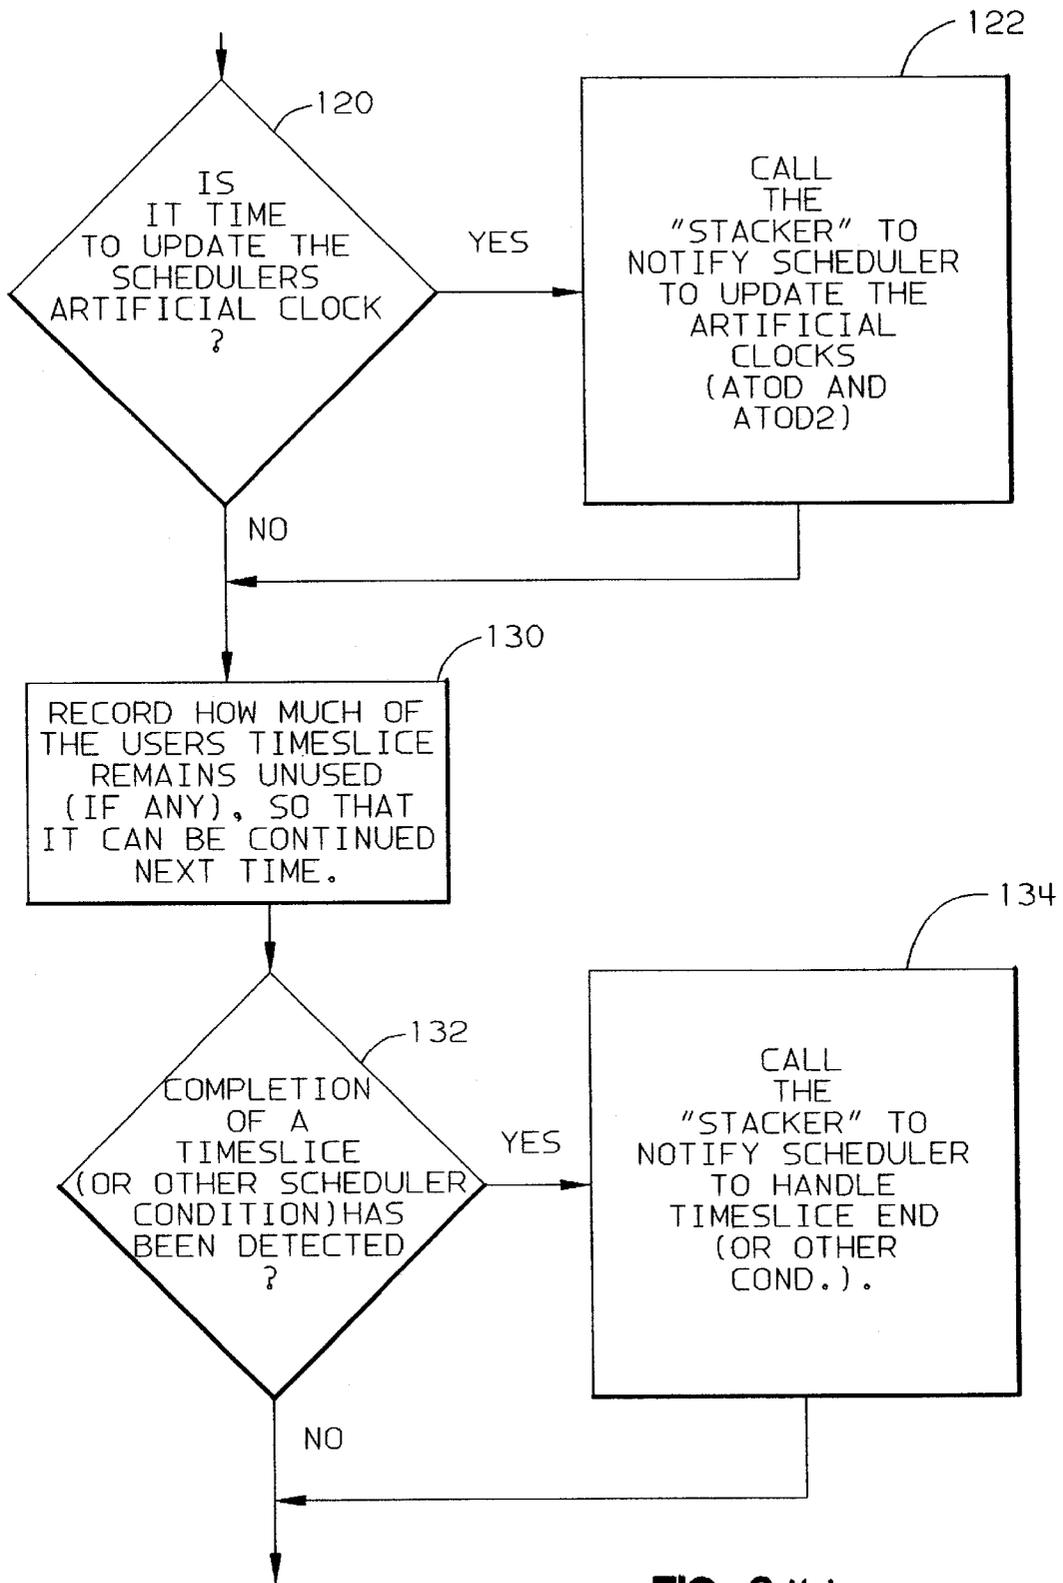 122
120
IS
IT TIME
TO UPDATE THE
SCHEDULERS
ARTIFICIAL CLOCK
?
YES
CALL
THE
"STACKER" TO
NOTIFY SCHEDULER
TO UPDATE THE
ARTIFICIAL
CLOCKS
(ATOD AND
ATOD2)
NO
130
RECORD HOW MUCH OF
THE USERS TIMESLICE
REMAINS UNUSED
(IF ANY), SO THAT
IT CAN BE CONTINUED
NEXT TIME.
134
132
COMPLETION
OF A
TIMESLICE
(OR OTHER SCHEDULER
CONDITION)HAS
BEEN DETECTED
?
YES
CALL
THE
"STACKER" TO
NOTIFY SCHEDULER
TO HANDLE
TIMESLICE END
(OR OTHER
COND.).
NO